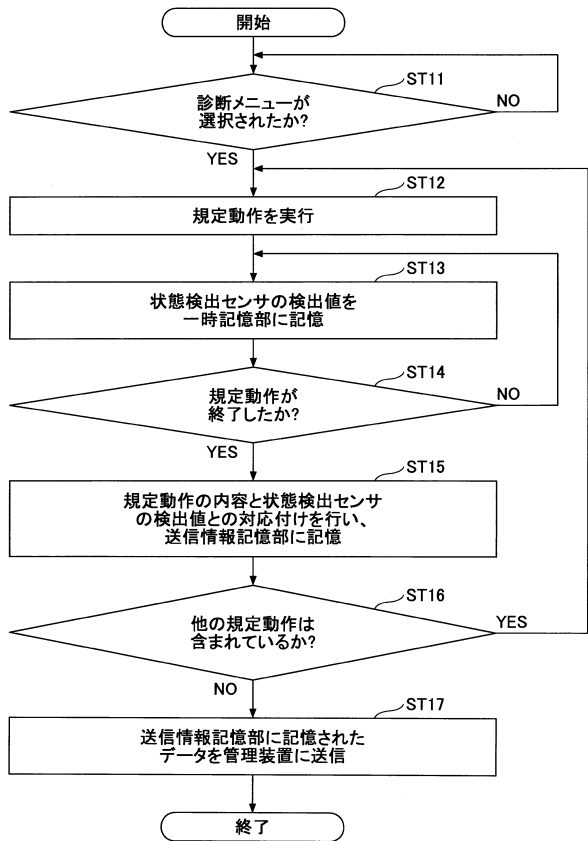 開始
ST11
診断メニューが
選択されたか?
NO
YES
ST12
規定動作を実行
ST13
状態検出センサの検出値を
一時記憶部に記憶
ST14
規定動作が
終了したか?
NO
YES
ST15
規定動作の内容と状態検出センサ
の検出値との対応付けを行い、
送信情報記憶部に記憶
ST16
他の規定動作は
含まれているか?
YES
NO
ST17
送信情報記憶部に記憶された
データを管理装置に送信
終了